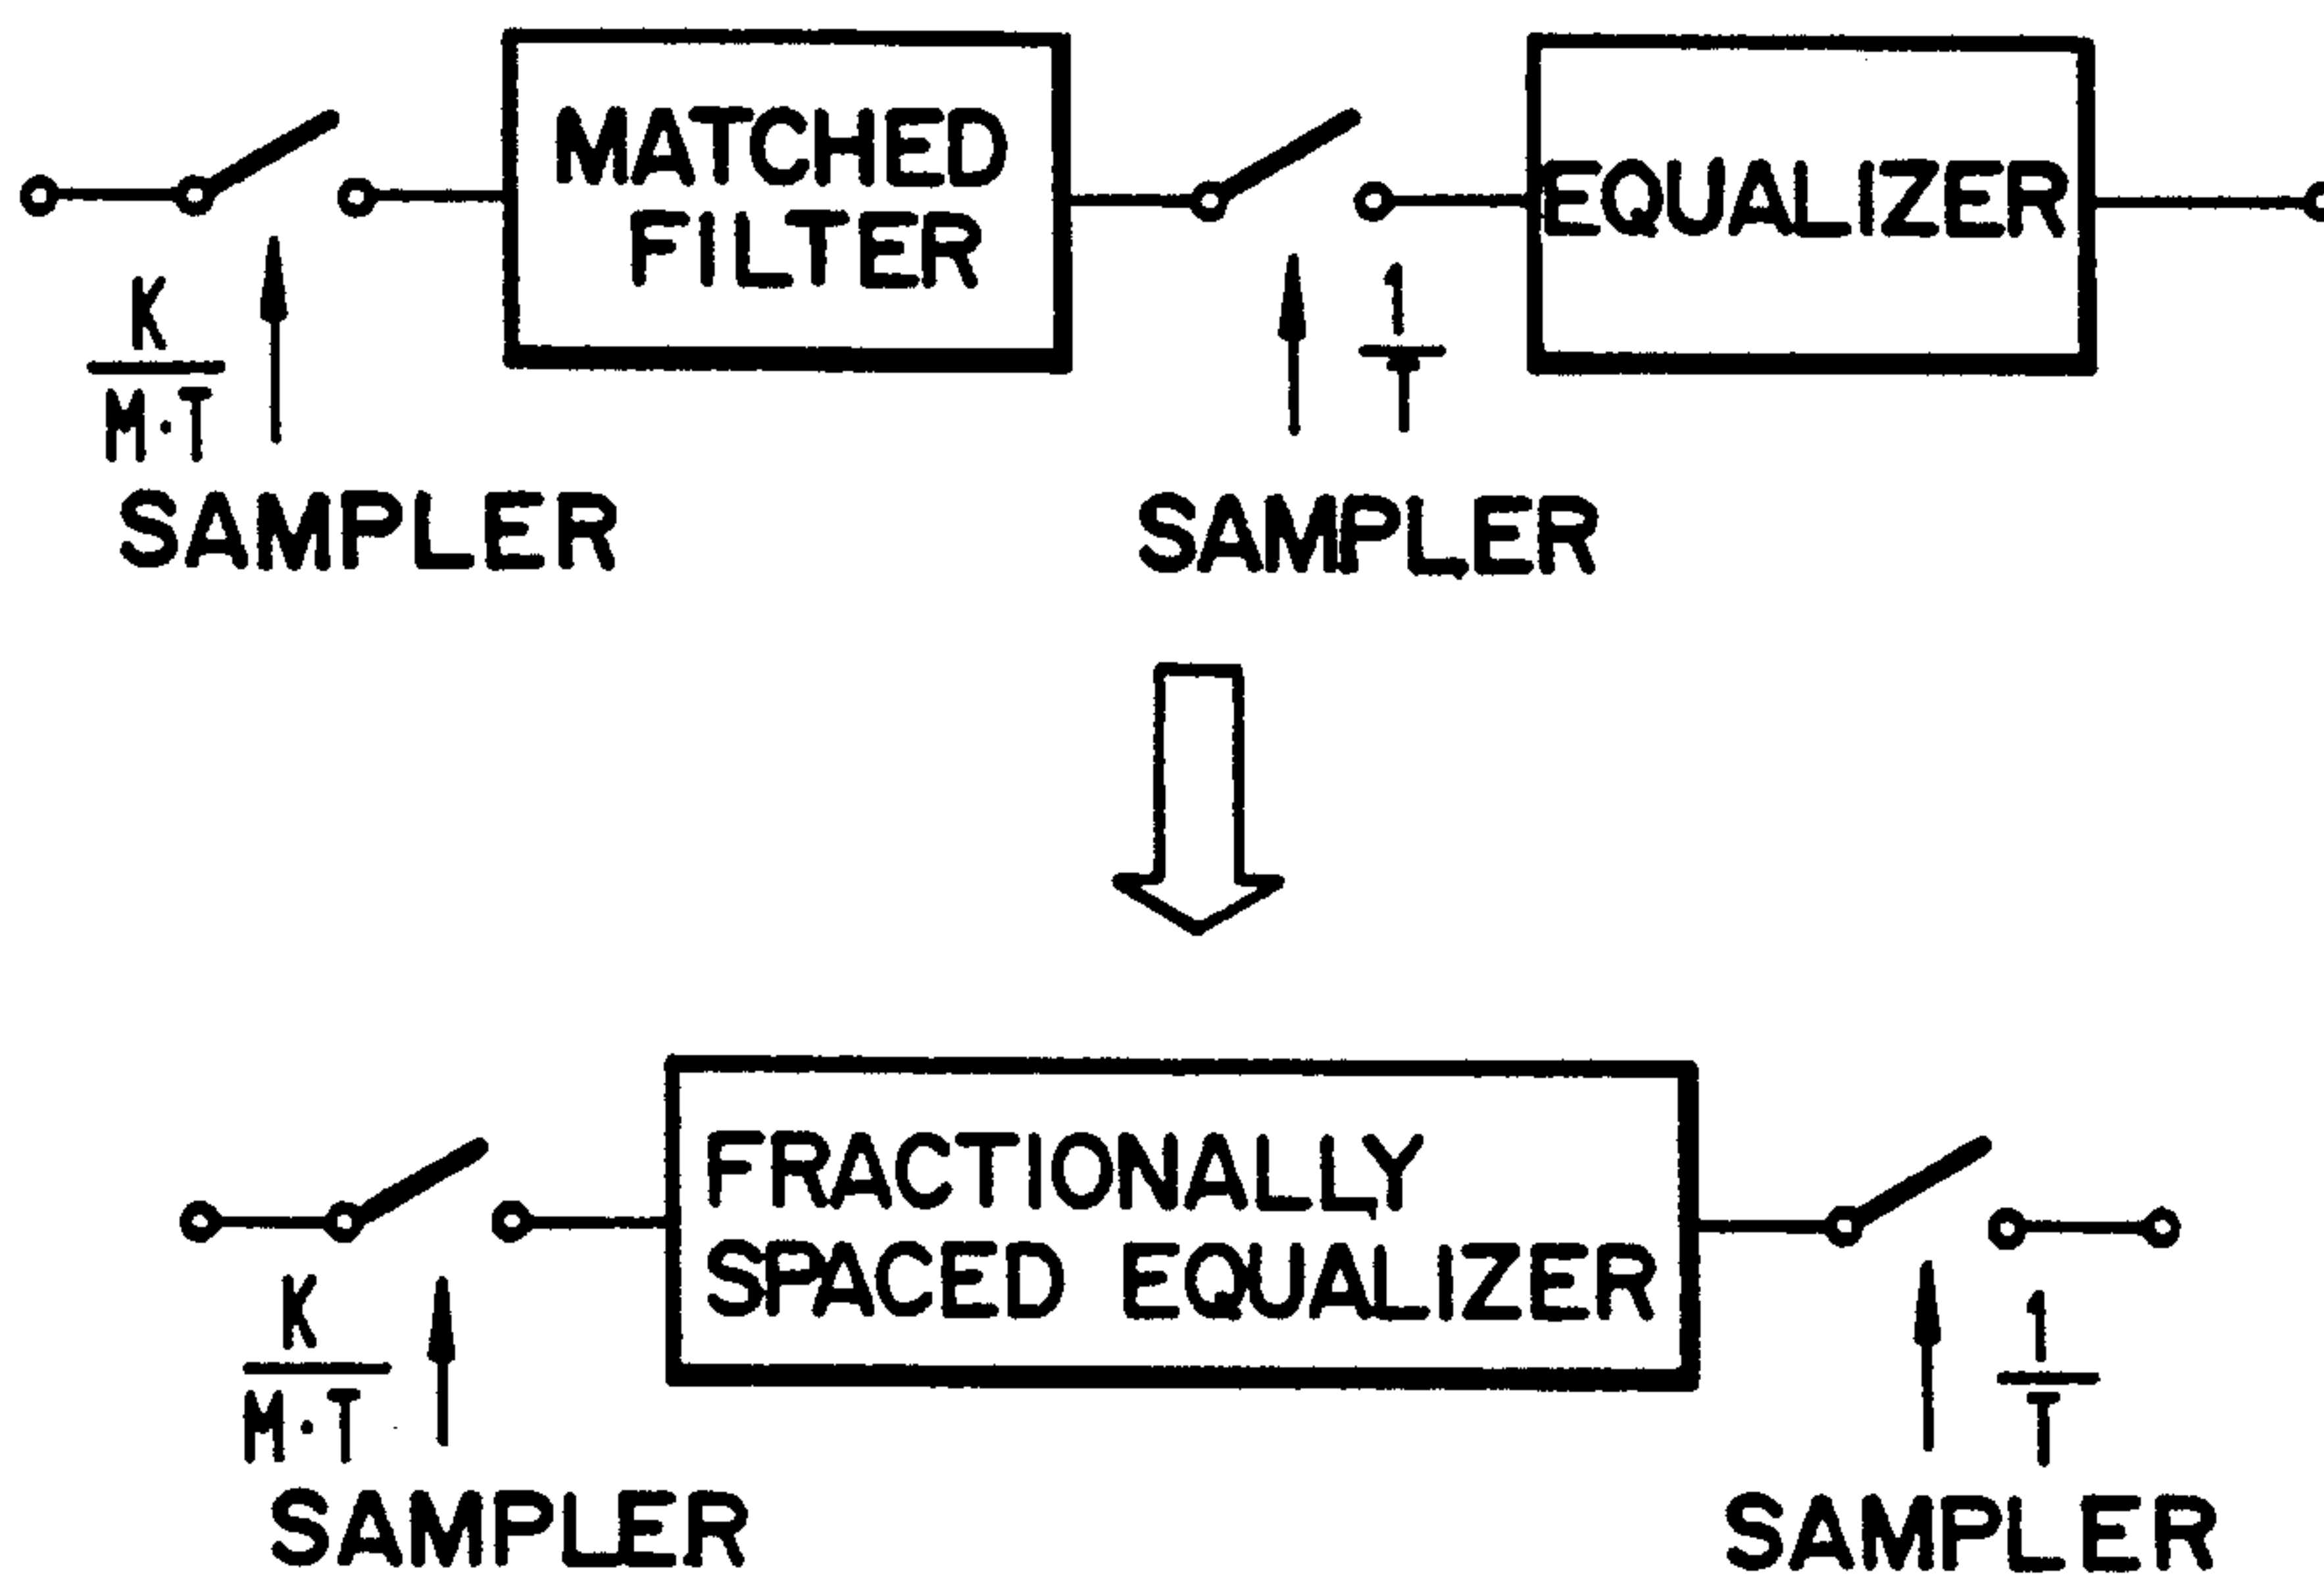 MATCHED
FILTER
EQUALIZER
K
M·T
1
T
SAMPLER
SAMPLER
FRACTIONALLY
SPACED EQUALIZER
K
M·T
1
T
SAMPLER
SAMPLER